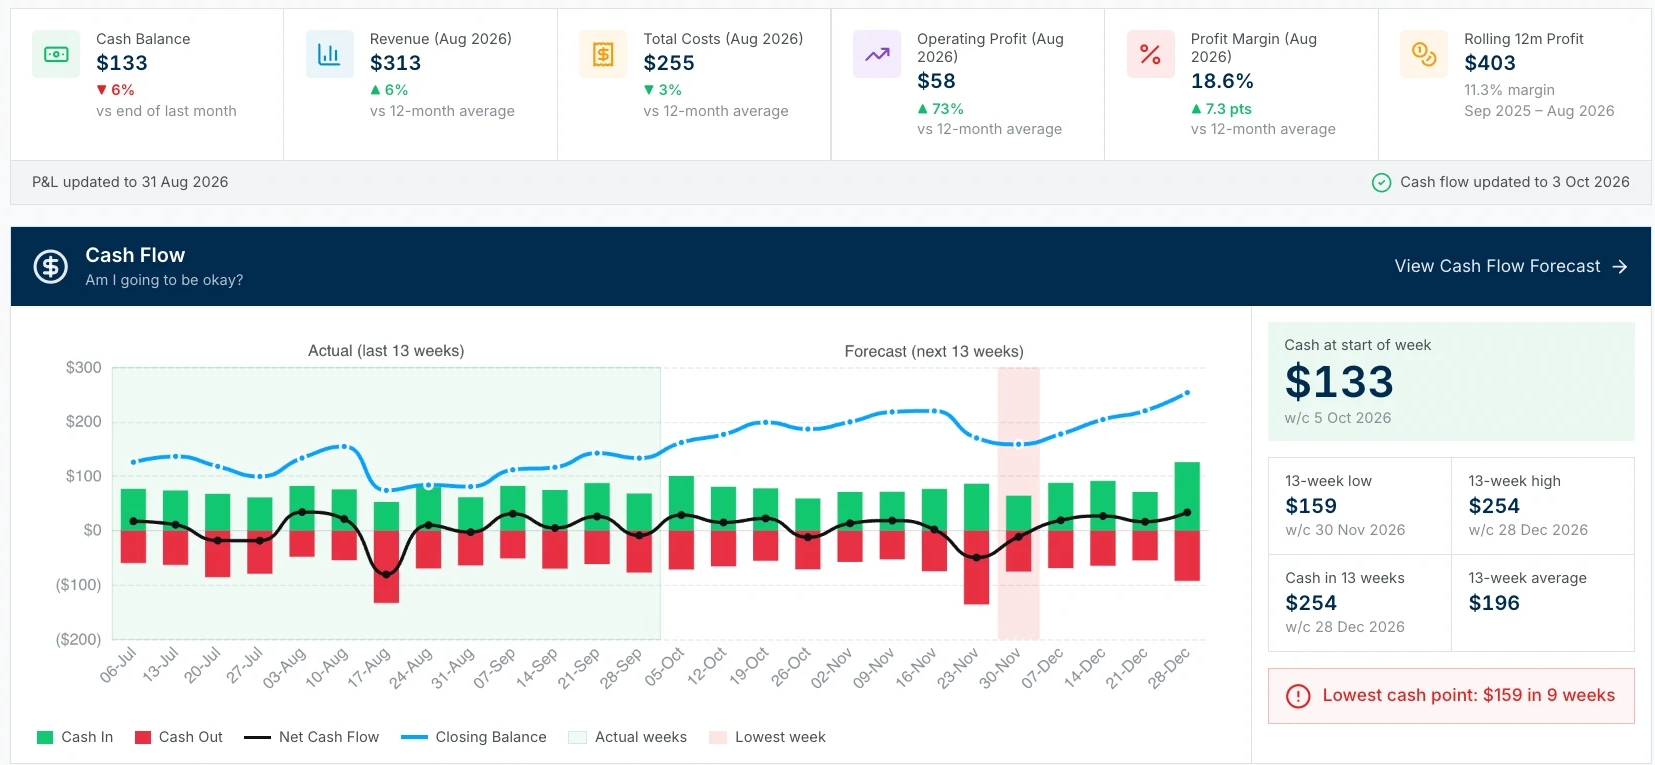 Cash Balance
$133
▼ 6%
vs end of last month
Revenue (Aug 2026)
$313
▲ 6%
vs 12-month average
Total Costs (Aug 2026)
$255
▼ 3%
vs 12-month average
Operating Profit (Aug
2026)
$58
▲ 73%
vs 12-month average
Profit Margin (Aug
2026)
18.6%
▲ 7.3 pts
vs 12-month average
Rolling 12m Profit
$403
11.3% margin
Sep 2025 – Aug 2026
P&L updated to 31 Aug 2026
Cash flow updated to 3 Oct 2026
Cash Flow
Am I going to be okay?
View Cash Flow Forecast →
Actual (last 13 weeks)
Forecast (next 13 weeks)
$300
$200
$100
$0
($100)
($200)
06-Jul
13-Jul
20-Jul
27-Jul
03-Aug
10-Aug
17-Aug
24-Aug
31-Aug
07-Sep
14-Sep
21-Sep
28-Sep
05-Oct
12-Oct
19-Oct
26-Oct
02-Nov
09-Nov
16-Nov
23-Nov
30-Nov
07-Dec
14-Dec
21-Dec
28-Dec
Cash In
Cash Out
Net Cash Flow
Closing Balance
Actual weeks
Lowest week
Cash at start of week
$133
w/c 5 Oct 2026
13-week low
$159
w/c 30 Nov 2026
13-week high
$254
w/c 28 Dec 2026
Cash in 13 weeks
$254
w/c 28 Dec 2026
13-week average
$196
Lowest cash point: $159 in 9 weeks